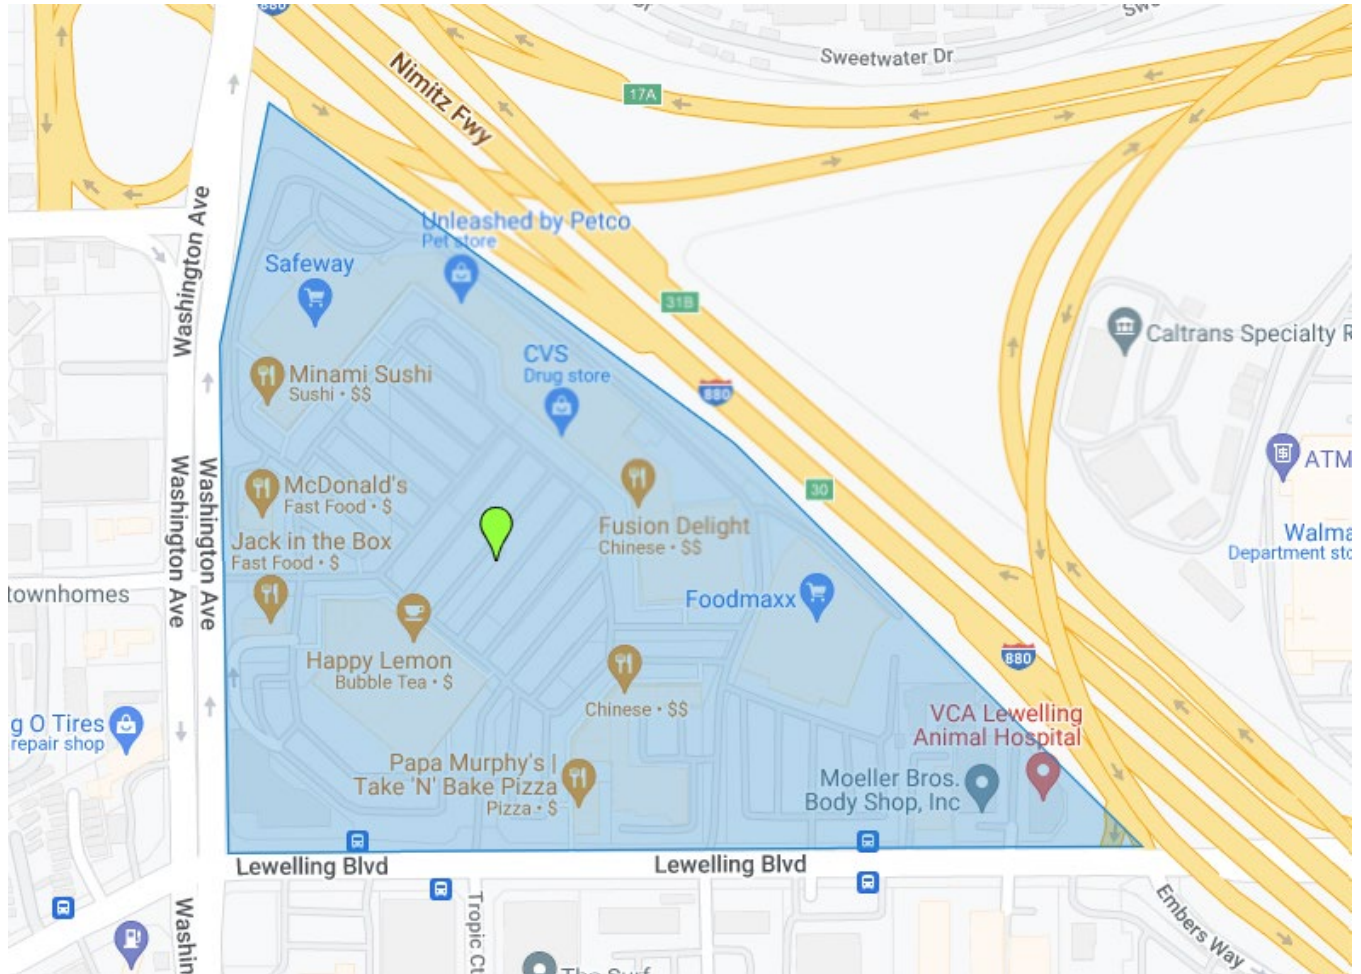 880
Sweetwater Dr
Nimitz Fwy
17A
Washington Ave
Unleashed by Petco
Pet store
Safeway
31B
Caltrans Specialty R
CVS
Drug store
880
Minami Sushi
Sushi • $$
ATM
McDonald's
Fast Food • $
30
Washington Ave
Washington Ave
Fusion Delight
Chinese • $$
Jack in the Box
Fast Food • $
Walma
Department sto
townhomes
Foodmaxx
Happy Lemon
Bubble Tea • $
880
Chinese • $$
g O Tires
repair shop
VCA Lewelling
Animal Hospital
Papa Murphy's |
Take 'N' Bake Pizza
Pizza • $
Moeller Bros.
Body Shop, Inc
Lewelling Blvd
Lewelling Blvd
Tropic Ct
Embers Way
Washin
The Surf